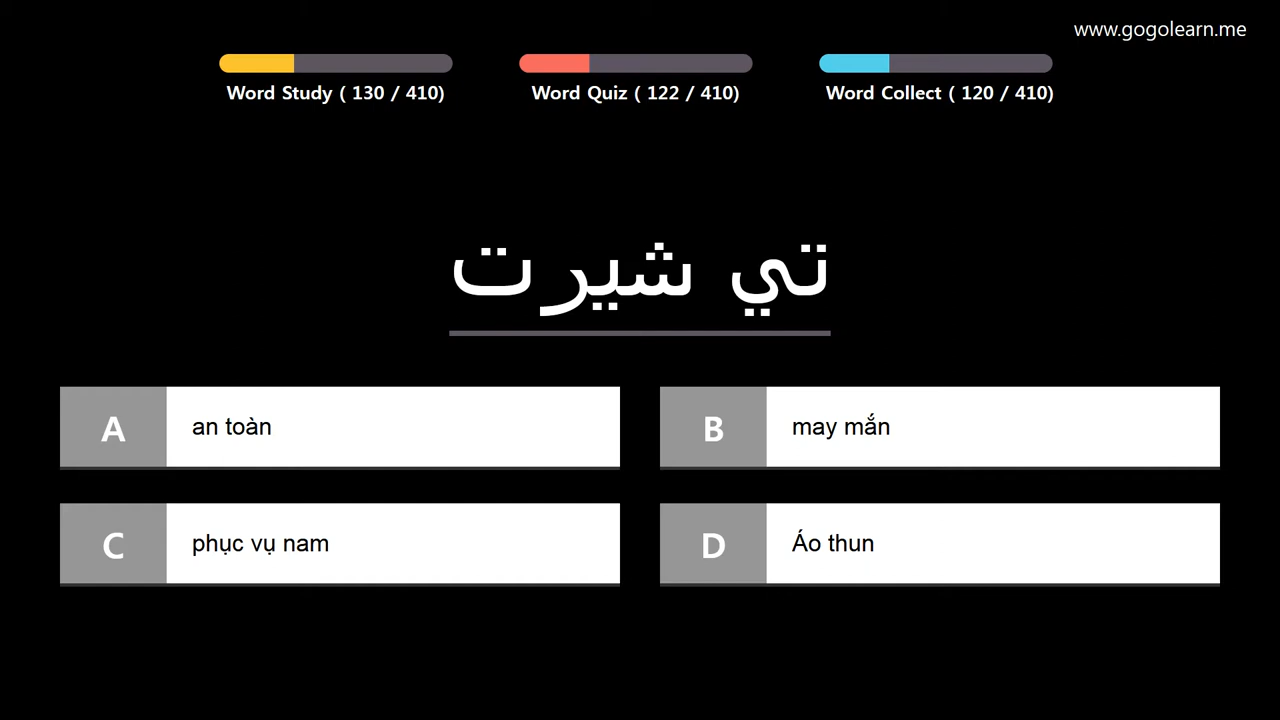 www.gogolearn.me
Word Study ( 130 / 410)
Word Quiz ( 122 / 410)
Word Collect ( 120 / 410)
تي شيرت
A an toàn
B may mắn
C phục vụ nam
D Áo thun